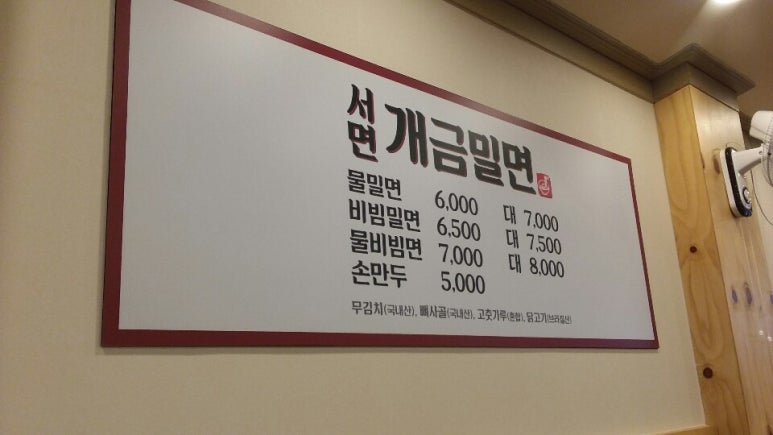 서면 개금밀면
물밀면 6,000 대 7,000
비빔밀면 6,500 대 7,500
물비빔면 7,000 대 8,000
손만두 5,000
무김치(국내산), 뼈사골(국내산), 고춧가루(혼합), 닭고기(브라질산)